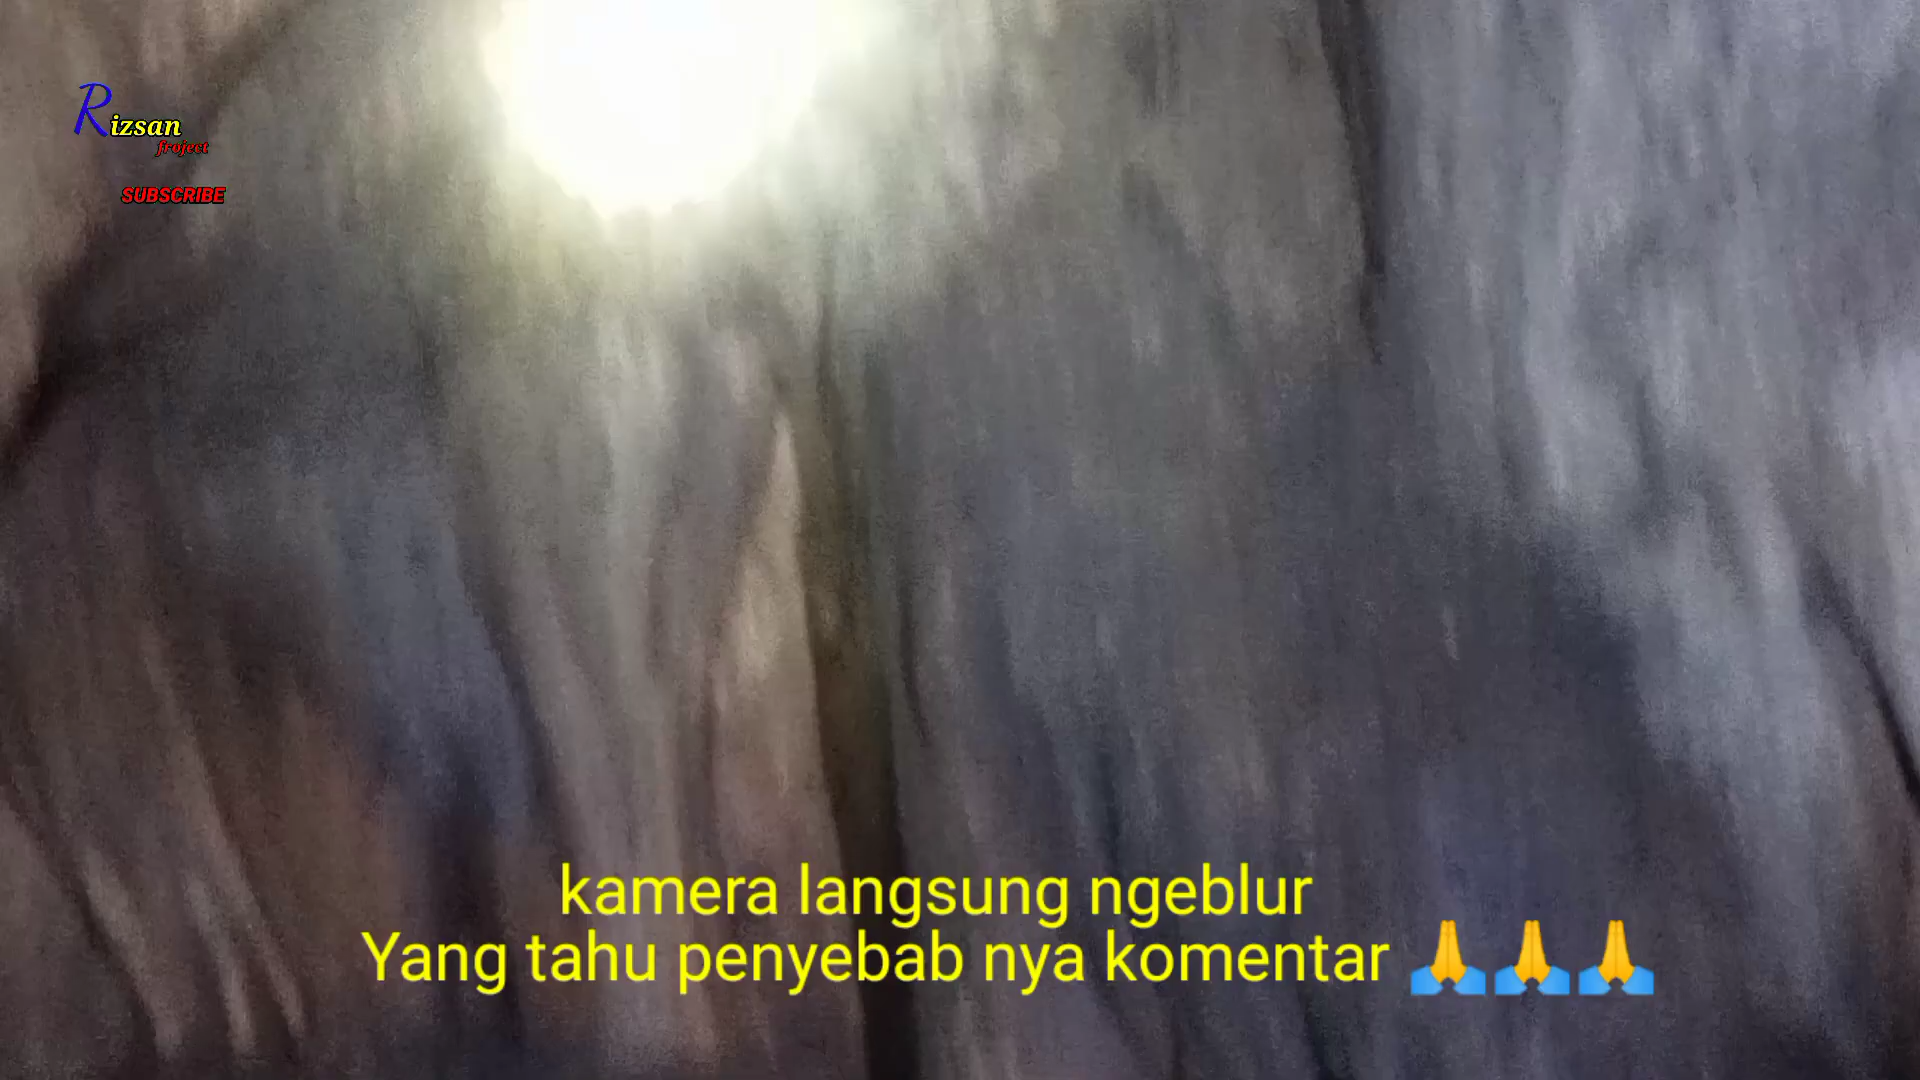 Rizsan
froject
SUBSCRIBE
kamera langsung ngeblur
Yang tahu penyebab nya komentar 🙏🙏🙏